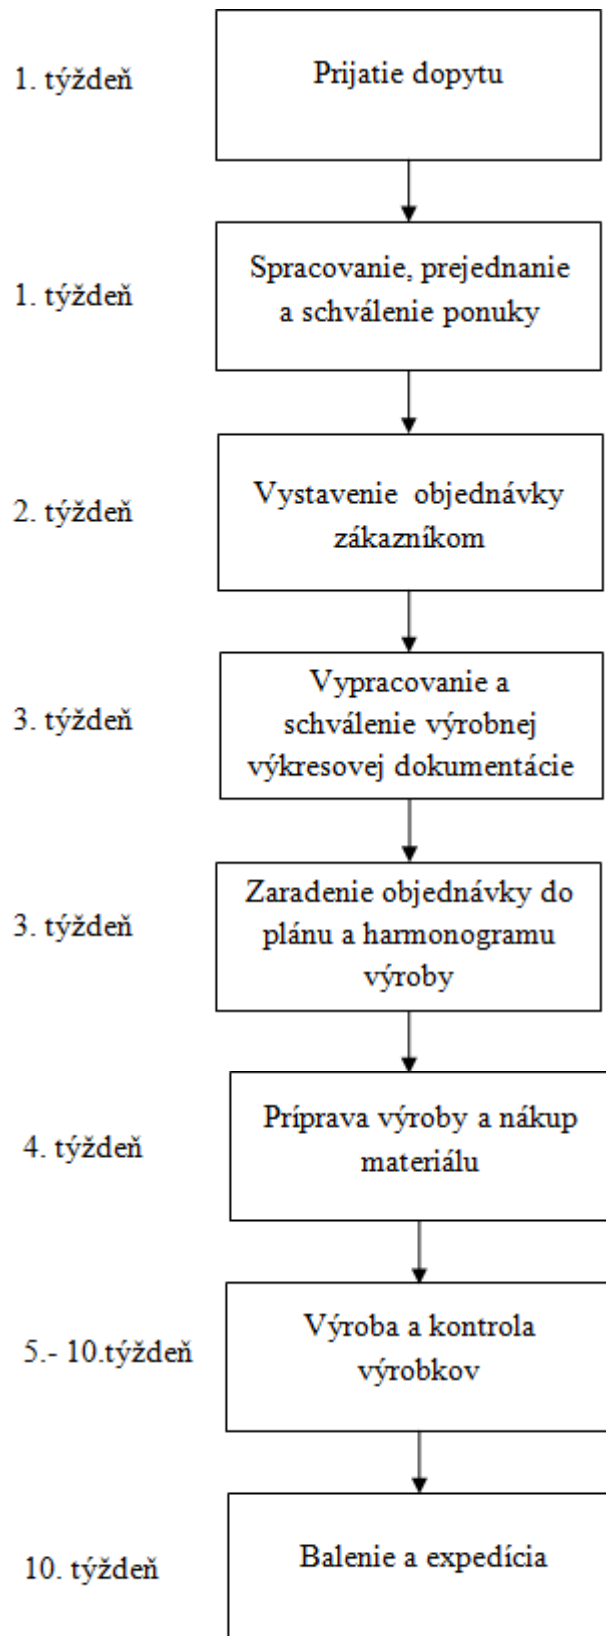 1. týždeň
Prijatie dopytu
1. týždeň
Spracovanie, prejednanie
a schválenie ponuky
2. týždeň
Vystavenie objednávky
zákazníkom
3. týždeň
Vypracovanie a
schválenie výrobnej
výkresovej dokumentácie
3. týždeň
Zaradenie objednávky do
plánu a harmonogramu
výroby
4. týždeň
Príprava výroby a nákup
materiálu
5.- 10.týždeň
Výroba a kontrola
výrobkov
10. týždeň
Balenie a expedícia